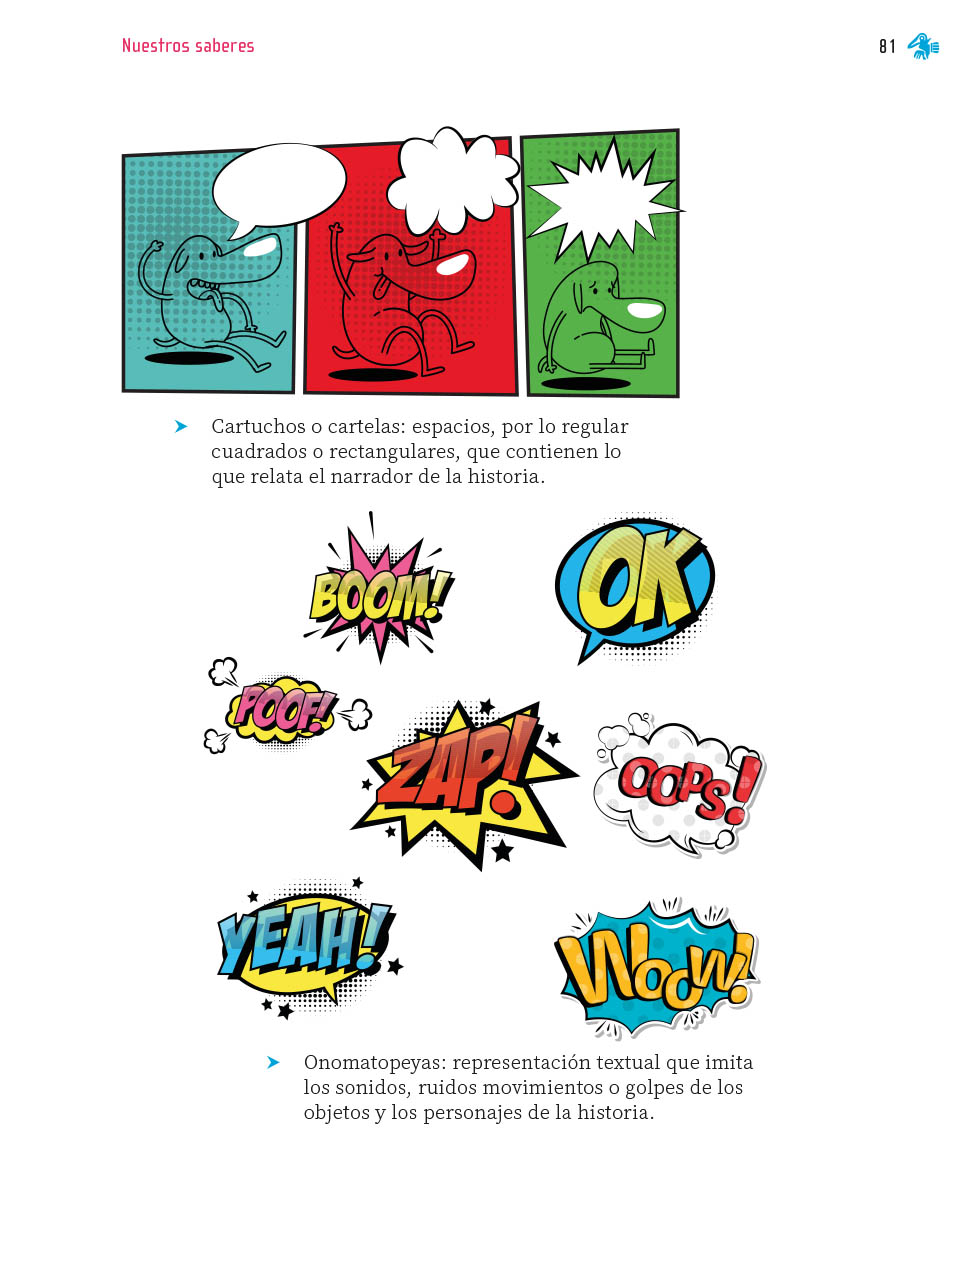 Nuestros saberes
81
Cartuchos o cartelas: espacios, por lo regular
cuadrados o rectangulares, que contienen lo
que relata el narrador de la historia.
BOOM!
OK
POOF!
ZAP!
OOPS!
YEAH!
WOOW!
Onomatopeyas: representación textual que imita
los sonidos, ruidos movimientos o golpes de los
objetos y los personajes de la historia.